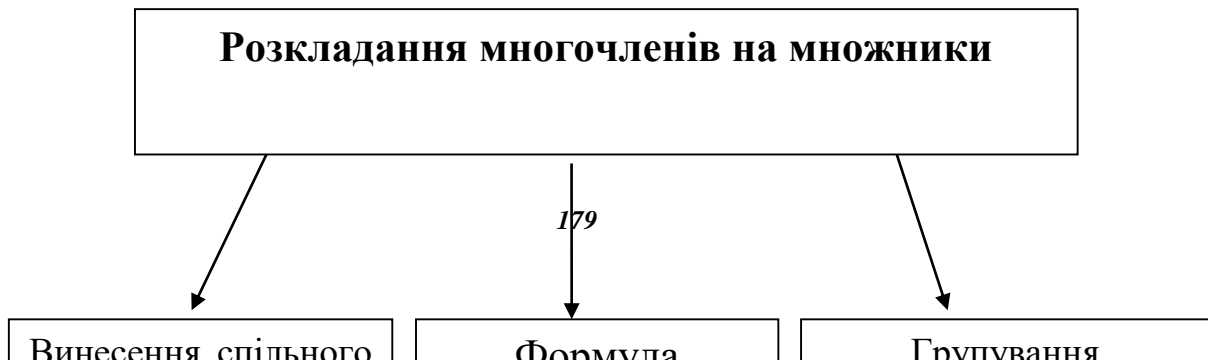 Розкладання многочленів на множники
179
Винесення спільного
Формула
Групування